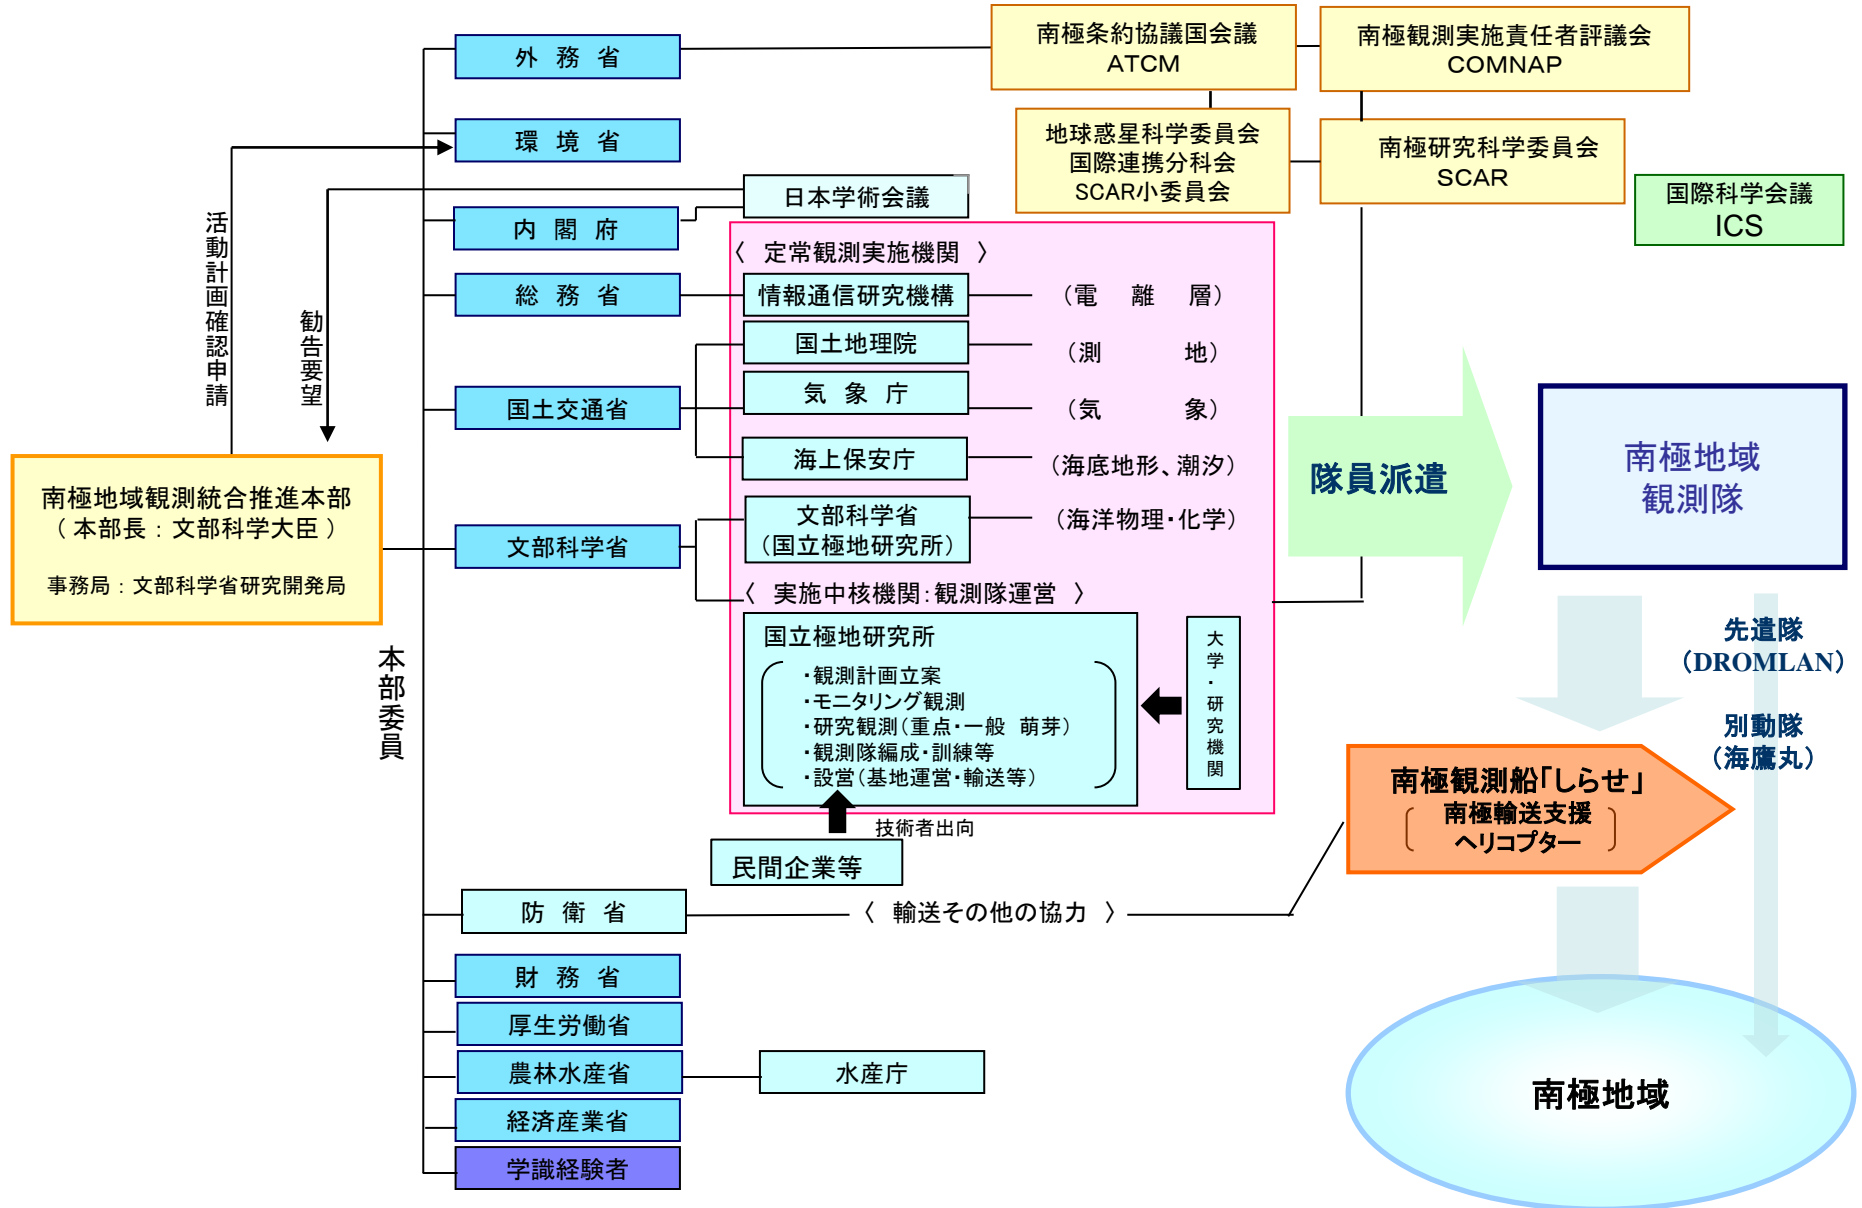 南極条約協議国会議
ATCM
南極観測実施責任者評議会
COMNAP
外　務　省
環　境　省
地球惑星科学委員会
国際連携分科会
SCAR小委員会
南極研究科学委員会
SCAR
国際科学会議
ICS
日本学術会議
内　閣　府
活動計画確認申請
勧告要望
〈　定常観測実施機関　〉
総　務　省
情報通信研究機構
（電　離　層）
国土地理院
（測　　　地）
国土交通省
気　象　庁
（気　　　象）
海上保安庁
（海底地形、潮汐）
文部科学省
文部科学省
（国立極地研究所）
（海洋物理・化学）
南極地域観測統合推進本部
（ 本部長 ： 文部科学大臣 ）
事務局 ： 文部科学省研究開発局
本部委員
〈　実施中核機関：観測隊運営　〉
国立極地研究所
・観測計画立案
・モニタリング観測
・研究観測（重点・一般　萌芽）
・観測隊編成・訓練等
・設営（基地運営・輸送等）
大学・研究機関
技術者出向
民間企業等
隊員派遣
南極地域
観測隊
先遣隊
（DROMLAN）
別動隊
（海鷹丸）
南極観測船「しらせ」
南極輸送支援
ヘリコプター
防　衛　省
〈　輸送その他の協力　〉
財　務　省
厚生労働省
農林水産省
水産庁
経済産業省
学識経験者
南極地域